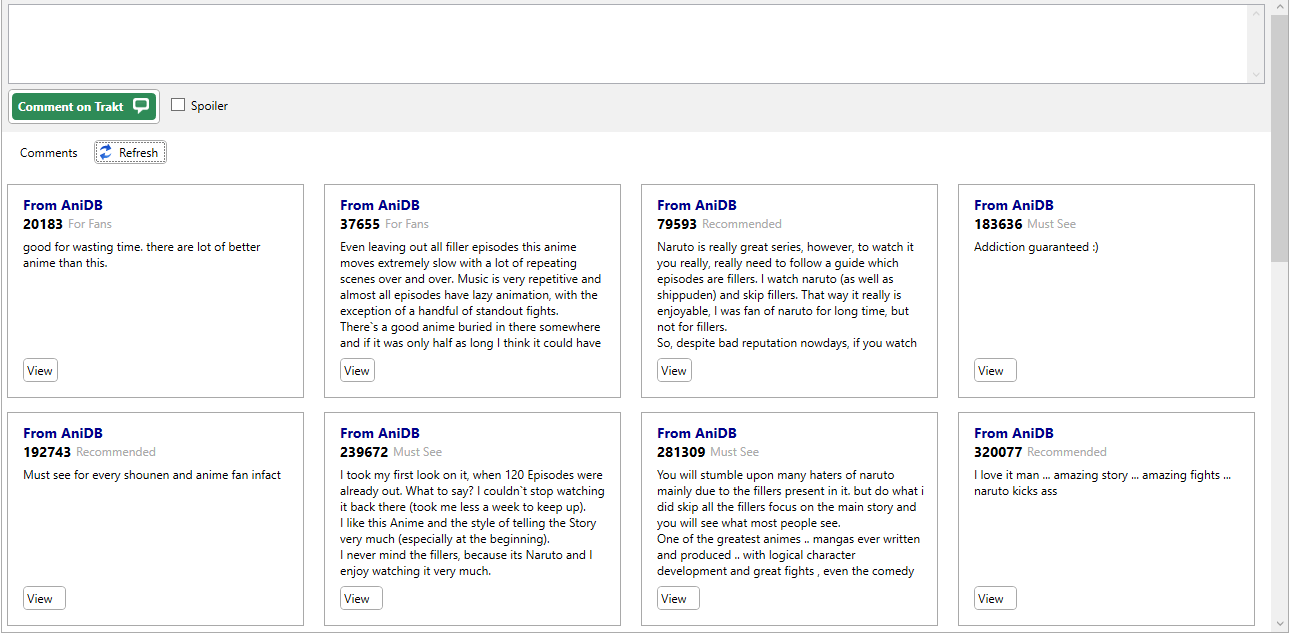 Comment on Trakt
Spoiler
Comments
Refresh
From AniDB
20183 For Fans
good for wasting time. there are lot of better
anime than this.
View
From AniDB
37655 For Fans
Even leaving out all filler episodes this anime
moves extremely slow with a lot of repeating
scenes over and over. Music is very repetitive and
almost all episodes have lazy animation, with the
exception of a handful of standout fights.
There`s a good anime buried in there somewhere
and if it was only half as long I think it could have
View
From AniDB
79593 Recommended
Naruto is really great series, however, to watch it
you really, really need to follow a guide which
episodes are fillers. I watch naruto (as well as
shippuden) and skip fillers. That way it really is
enjoyable, I was fan of naruto for long time, but
not for fillers.
So, despite bad reputation nowdays, if you watch
View
From AniDB
183636 Must See
Addiction guaranteed :)
View
From AniDB
192743 Recommended
Must see for every shounen and anime fan infact
View
From AniDB
239672 Must See
I took my first look on it, when 120 Episodes were
already out. What to say? I couldn`t stop watching
it back there (took me less a week to keep up).
I like this Anime and the style of telling the Story
very much (especially at the beginning).
I never mind the fillers, because its Naruto and I
enjoy watching it very much.
View
From AniDB
281309 Must See
You will stumble upon many haters of naruto
mainly due to the fillers present in it. but do what i
did skip all the fillers focus on the main story and
you will see what most people see.
One of the greatest animes .. mangas ever written
and produced .. with logical character
development and great fights , even the comedy
View
From AniDB
320077 Recommended
I love it man ... amazing story ... amazing fights ...
naruto kicks ass
View